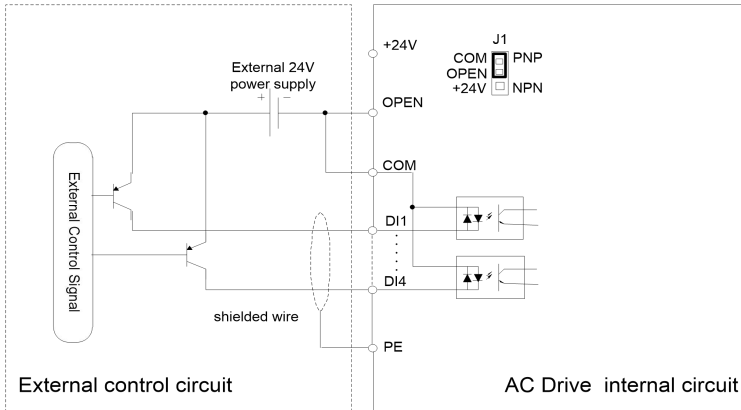 +24V
J1
COM
PNP
OPEN
+24V
NPN
External 24V
power supply
+ −
OPEN
COM
External Control Signal
DI1
DI4
shielded wire
PE
External control circuit
AC Drive internal circuit